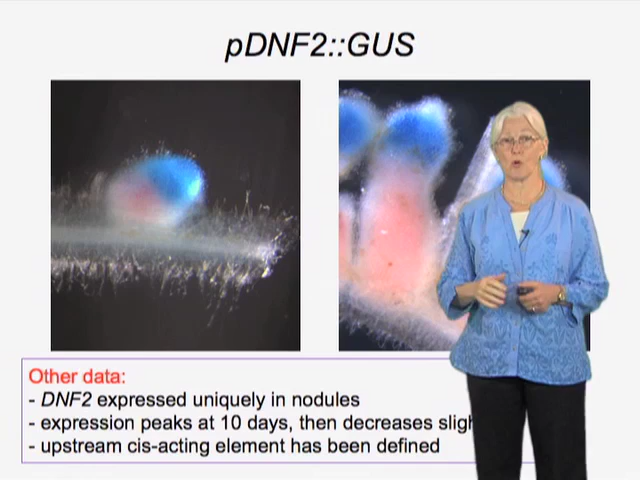 pDNF2::GUS
Other data:
- DNF2 expressed uniquely in nodules
- expression peaks at 10 days, then decreases
- upstream cis-acting element has been defined